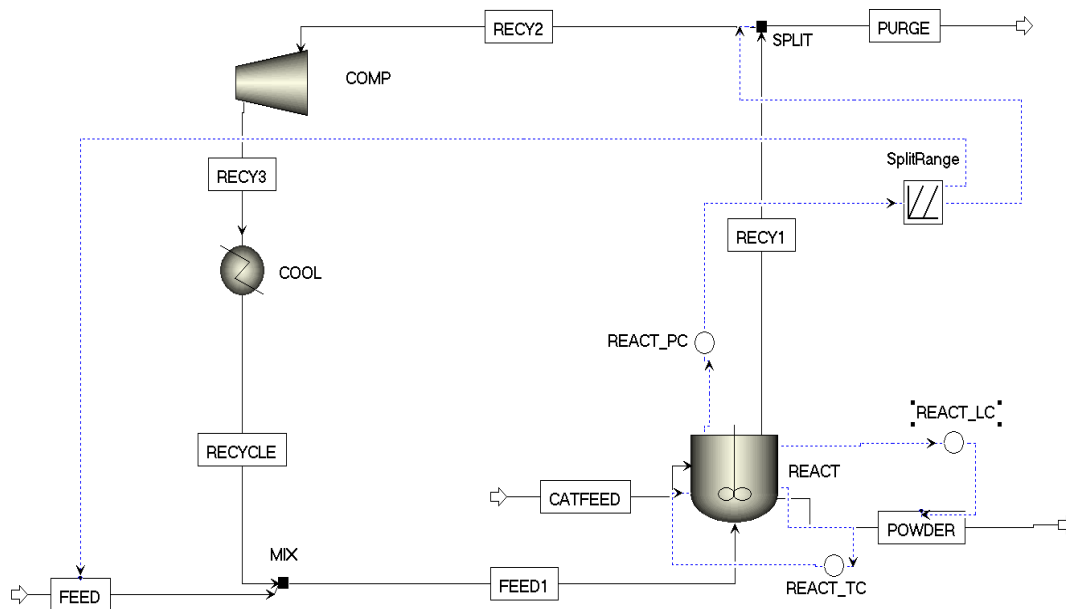 RECY2
PURGE
SPLIT
COMP
RECY3
SplitRange
RECY1
COOL
REACT_PC
REACT_LC
RECYCLE
REACT
CATFEED
POWDER
MIX
REACT_TC
FEED1
FEED